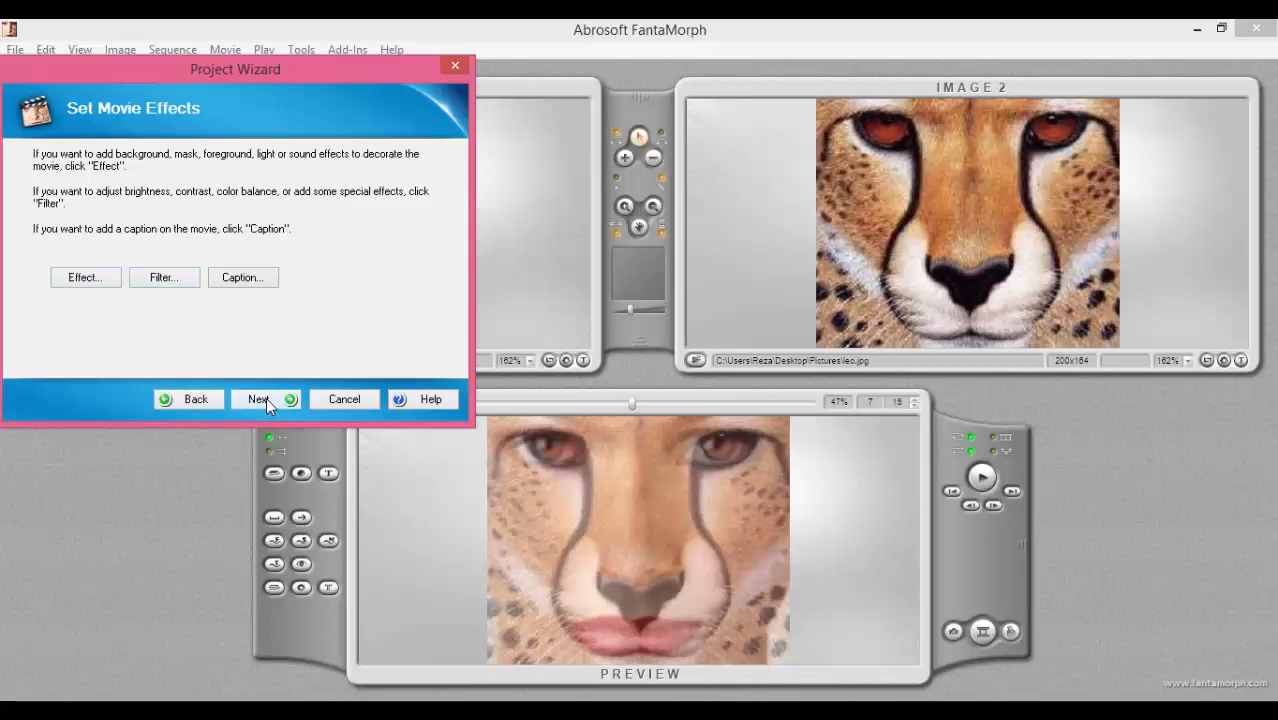 Abrosoft FantaMorph
File Edit View Image Sequence Movie Play Tools Add-Ins Help
Project Wizard
Set Movie Effects
If you want to add background, mask, foreground, light or sound effects to decorate the
movie, click "Effect".
If you want to adjust brightness, contrast, color balance, or add some special effects, click
"Filter".
If you want to add a caption on the movie, click "Caption".
Effect... Filter... Caption...
Back Next Cancel Help
IMAGE 2
162%
C:\Users\Reza\Desktop\Pictures\leo.jpg 200x164 162%
47% 7 15
PREVIEW
www.fantamorph.com